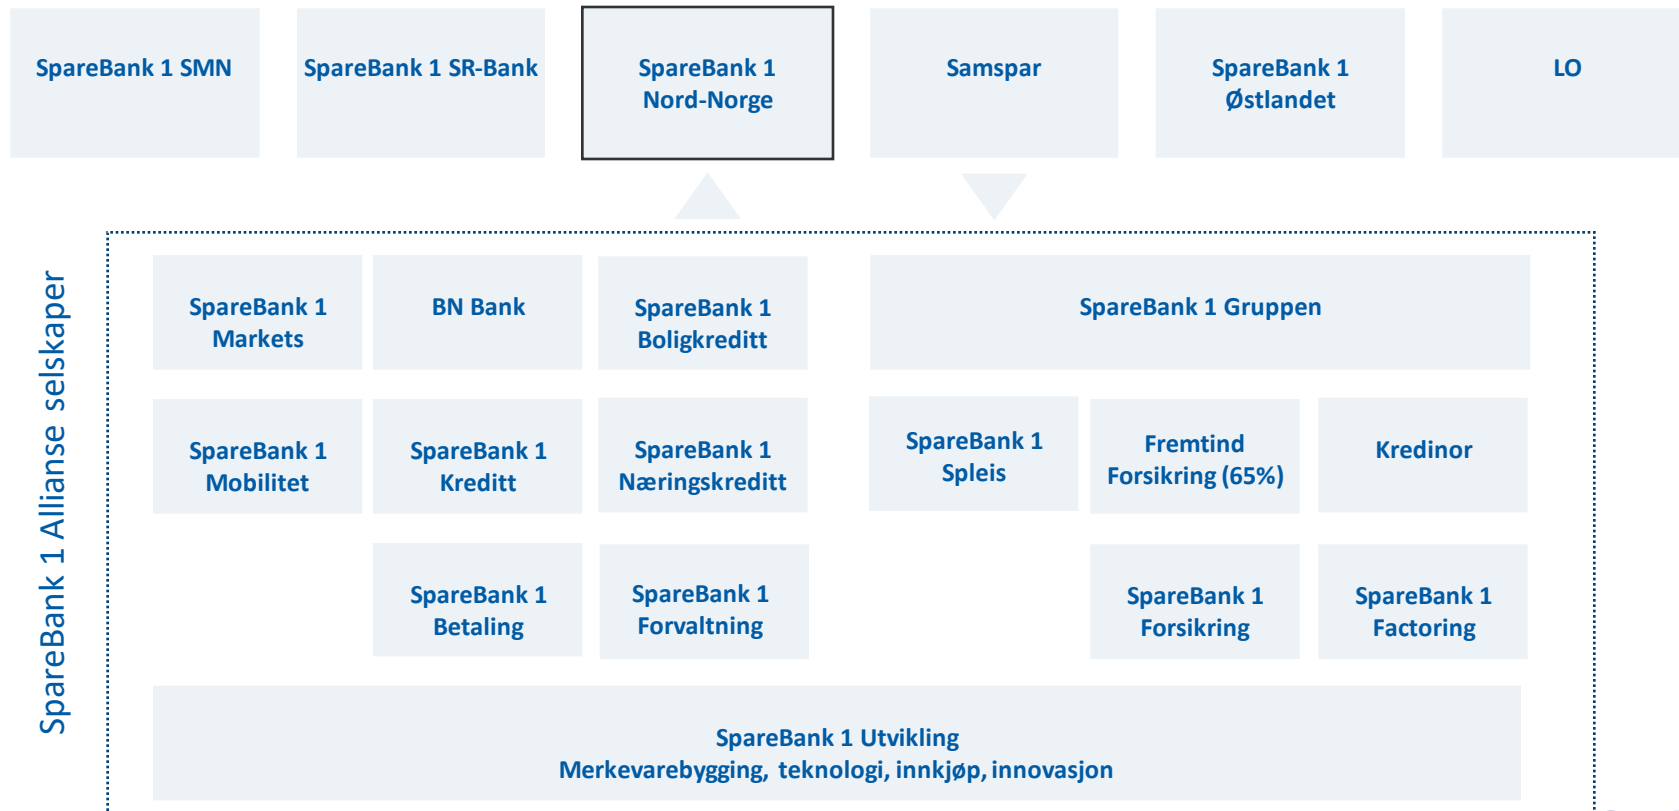 SpareBank 1 SMN
SpareBank 1 SR-Bank
SpareBank 1
Nord-Norge
Samspar
SpareBank 1
Østlandet
LO
SpareBank 1 Allianse selskaper
SpareBank 1
Markets
BN Bank
SpareBank 1
Boligkreditt
SpareBank 1 Gruppen
SpareBank 1
Mobilitet
SpareBank 1
Kreditt
SpareBank 1
Næringskreditt
SpareBank 1
Spleis
Fremtind
Forsikring (65%)
Kredinor
SpareBank 1
Betaling
SpareBank 1
Forvaltning
SpareBank 1
Forsikring
SpareBank 1
Factoring
SpareBank 1 Utvikling
Merkevarebygging, teknologi, innkjøp, innovasjon